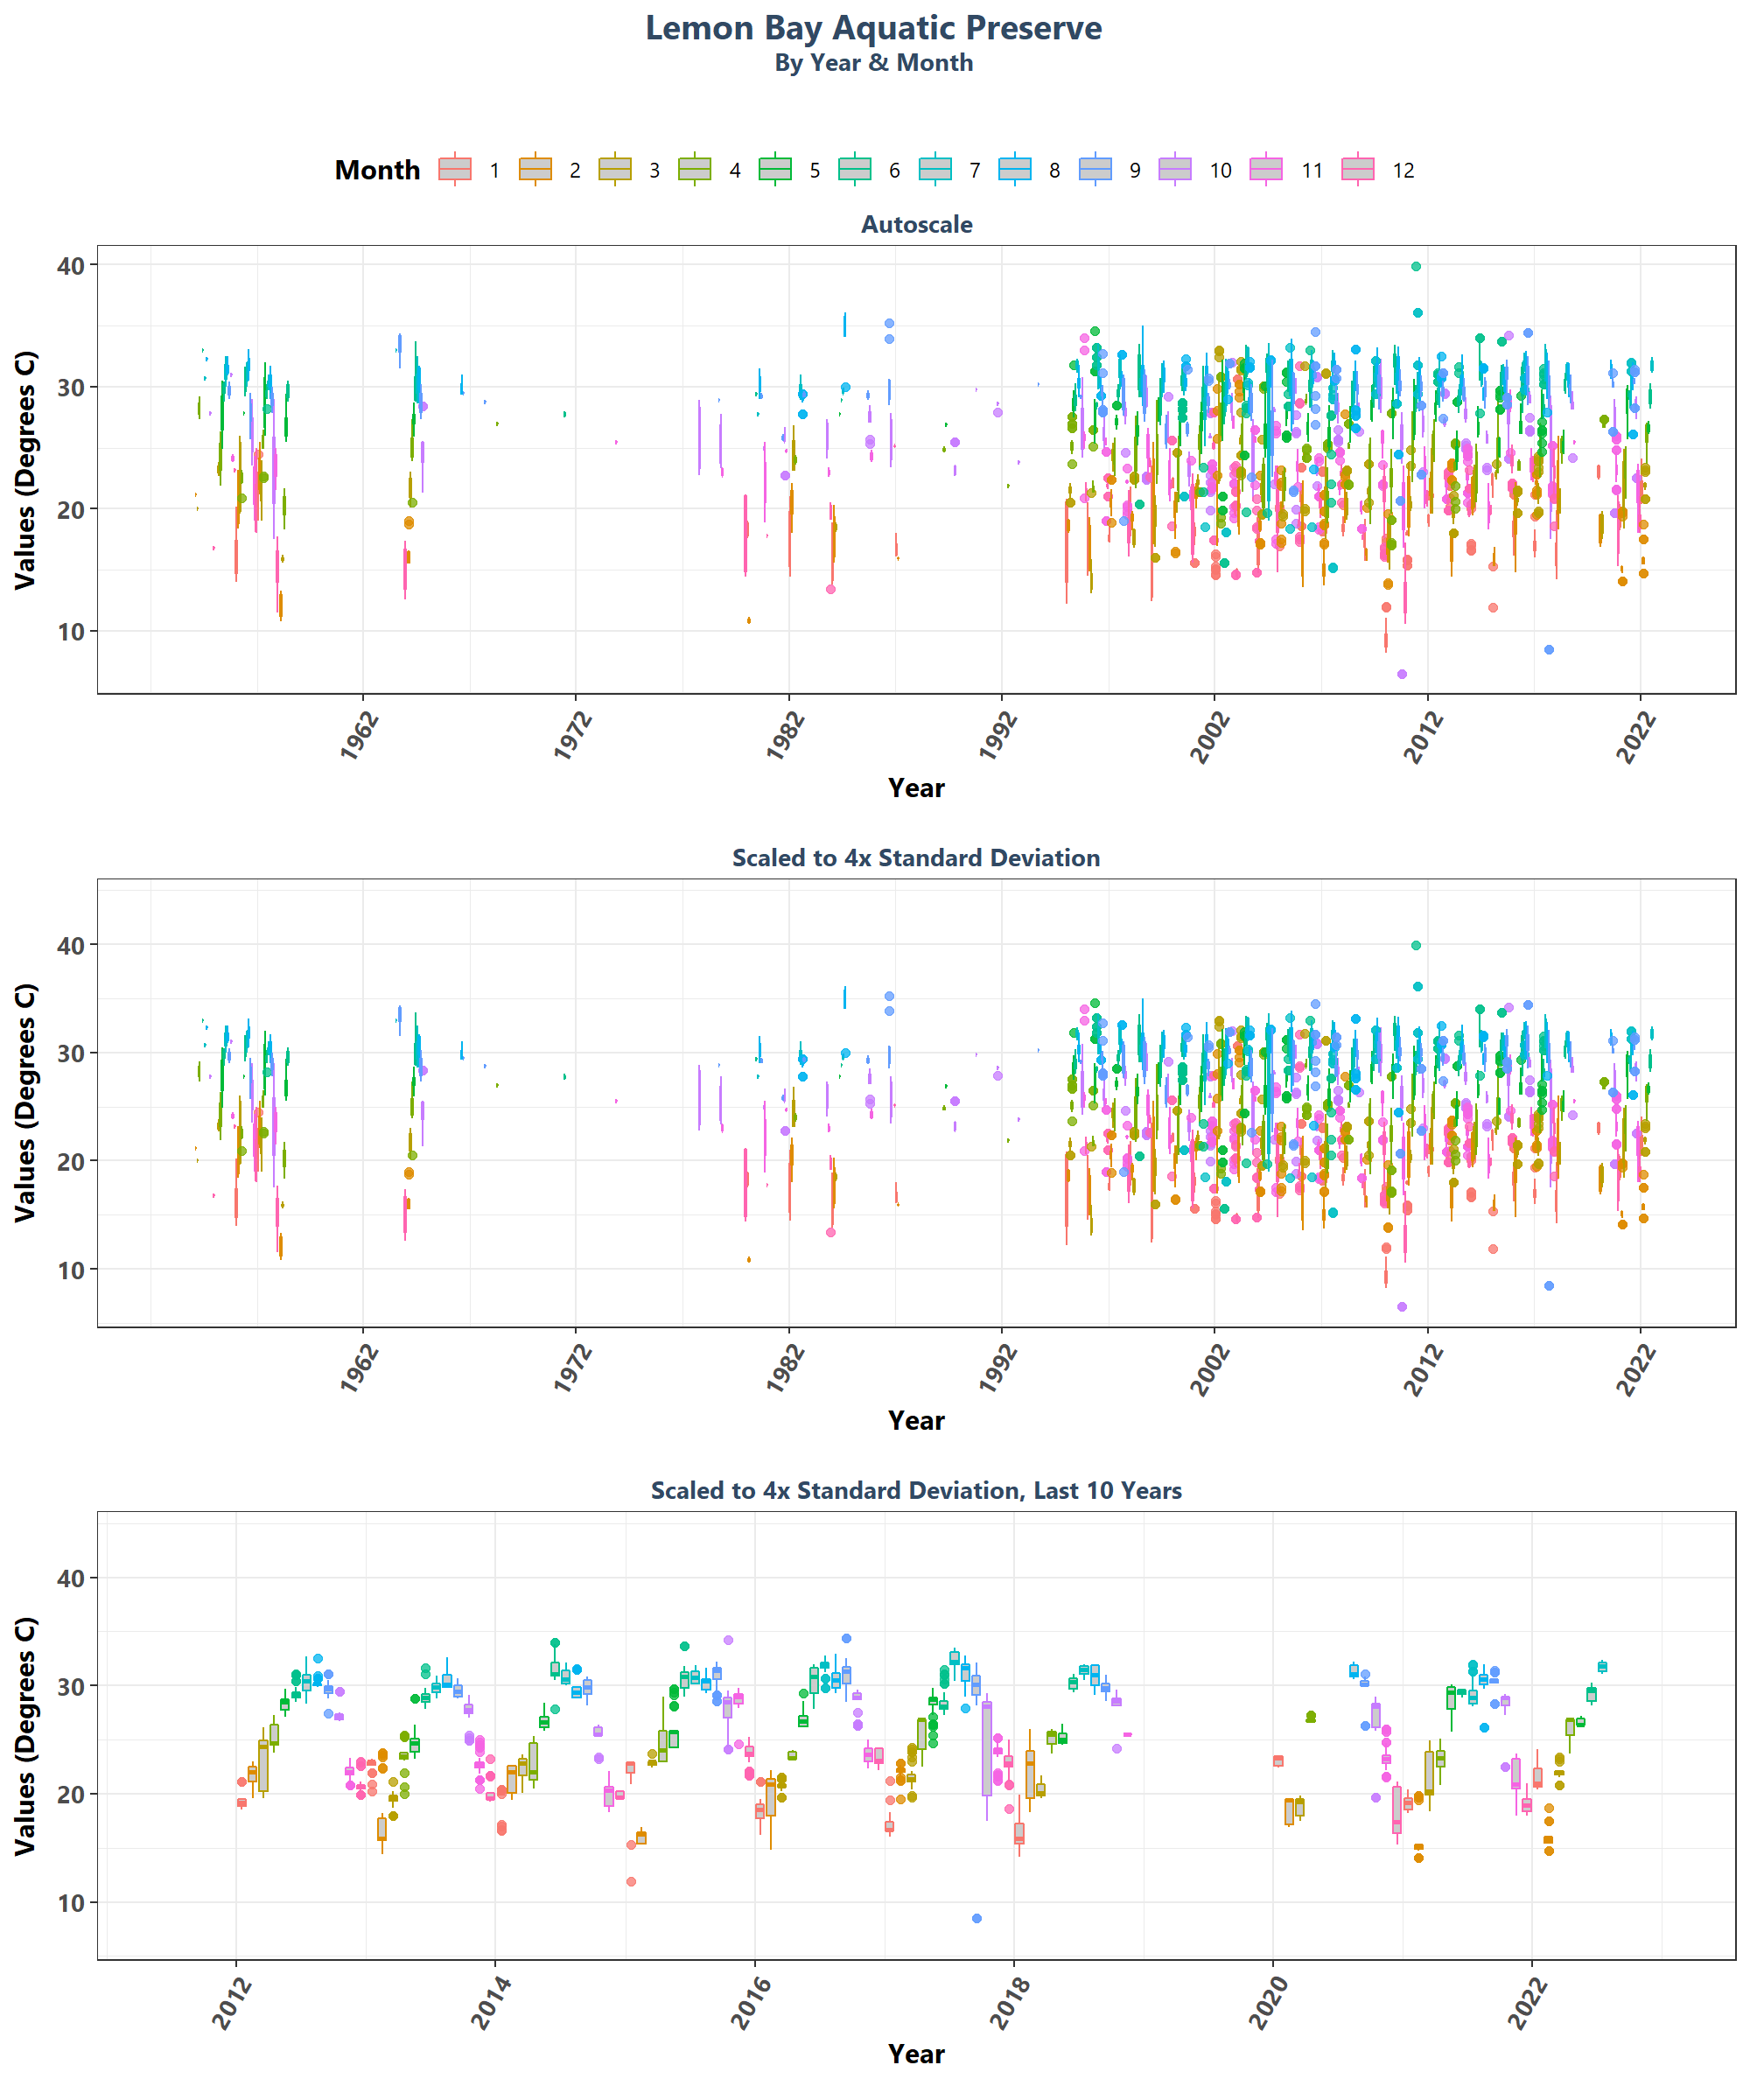 Lemon Bay Aquatic Preserve
By Year & Month
Month 1 2 3 4 5 6 7 8 9 10 11 12
Autoscale
Values (Degrees C)
40
30
20
10
1962 1972 1982 1992 2002 2012 2022
Year
Scaled to 4x Standard Deviation
Values (Degrees C)
40
30
20
10
1962 1972 1982 1992 2002 2012 2022
Year
Scaled to 4x Standard Deviation, Last 10 Years
Values (Degrees C)
40
30
20
10
2012 2014 2016 2018 2020 2022
Year